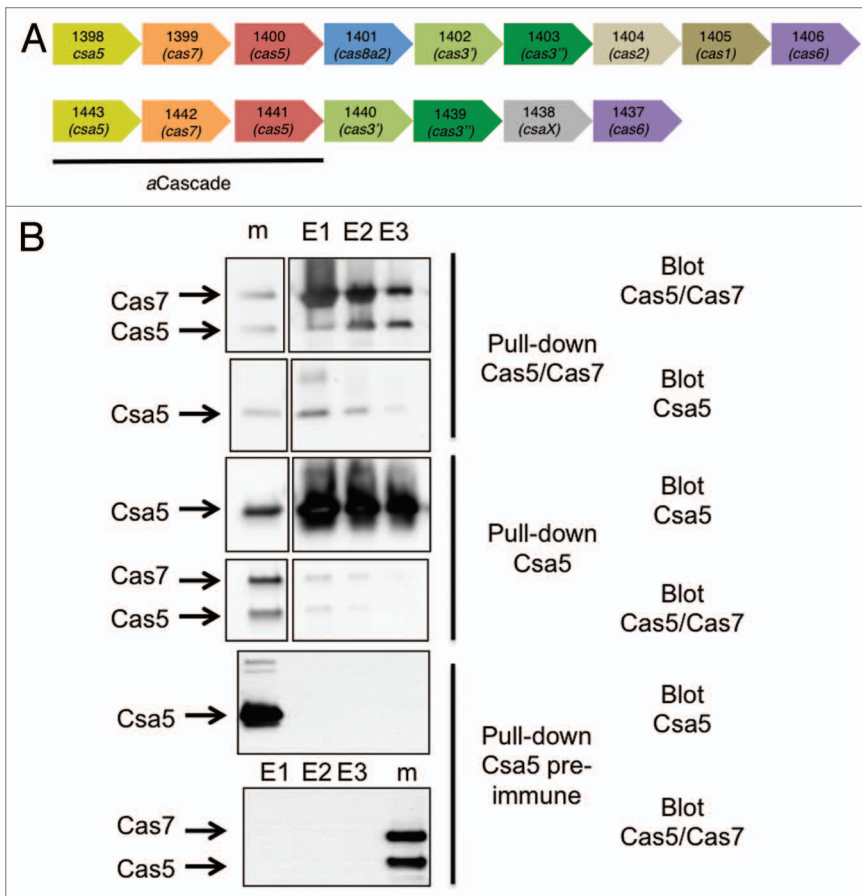 A
1398 1399 1400 1401 1402 1403 1404 1405 1406
csa5 (cas7) (cas5) (cas8a2) (cas3') (cas3'') (cas2) (cas1) (cas6)
1443 1442 1441 1440 1439 1438 1437
(csa5) (cas7) (cas5) (cas3') (cas3'') (csaX) (cas6)
aCascade
B
m E1 E2 E3
Cas7
Cas5
Pull-down
Cas5/Cas7
Blot
Cas5/Cas7
Csa5
Blot
Csa5
Csa5
Pull-down
Csa5
Blot
Csa5
Cas7
Cas5
Blot
Cas5/Cas7
Csa5
Pull-down
Csa5 pre-
immune
Blot
Csa5
E1 E2 E3 m
Cas7
Cas5
Blot
Cas5/Cas7